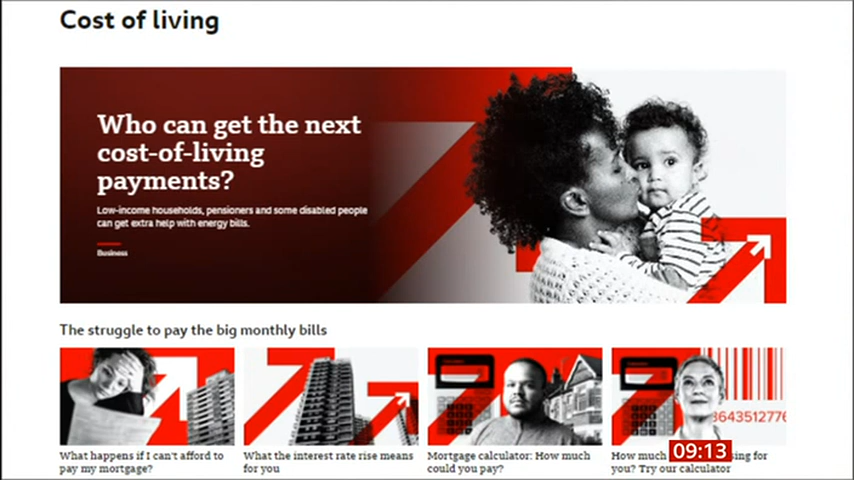 Cost of living
Who can get the next
cost-of-living
payments?
Low-income households, pensioners and some disabled people
can get extra help with energy bills.
Business
The struggle to pay the big monthly bills
3643512776
What happens if I can't afford to
pay my mortgage?
What the interest rate rise means
for you
Mortgage calculator: How much
could you pay?
How much
sing for
you? Try our calculator
09:13